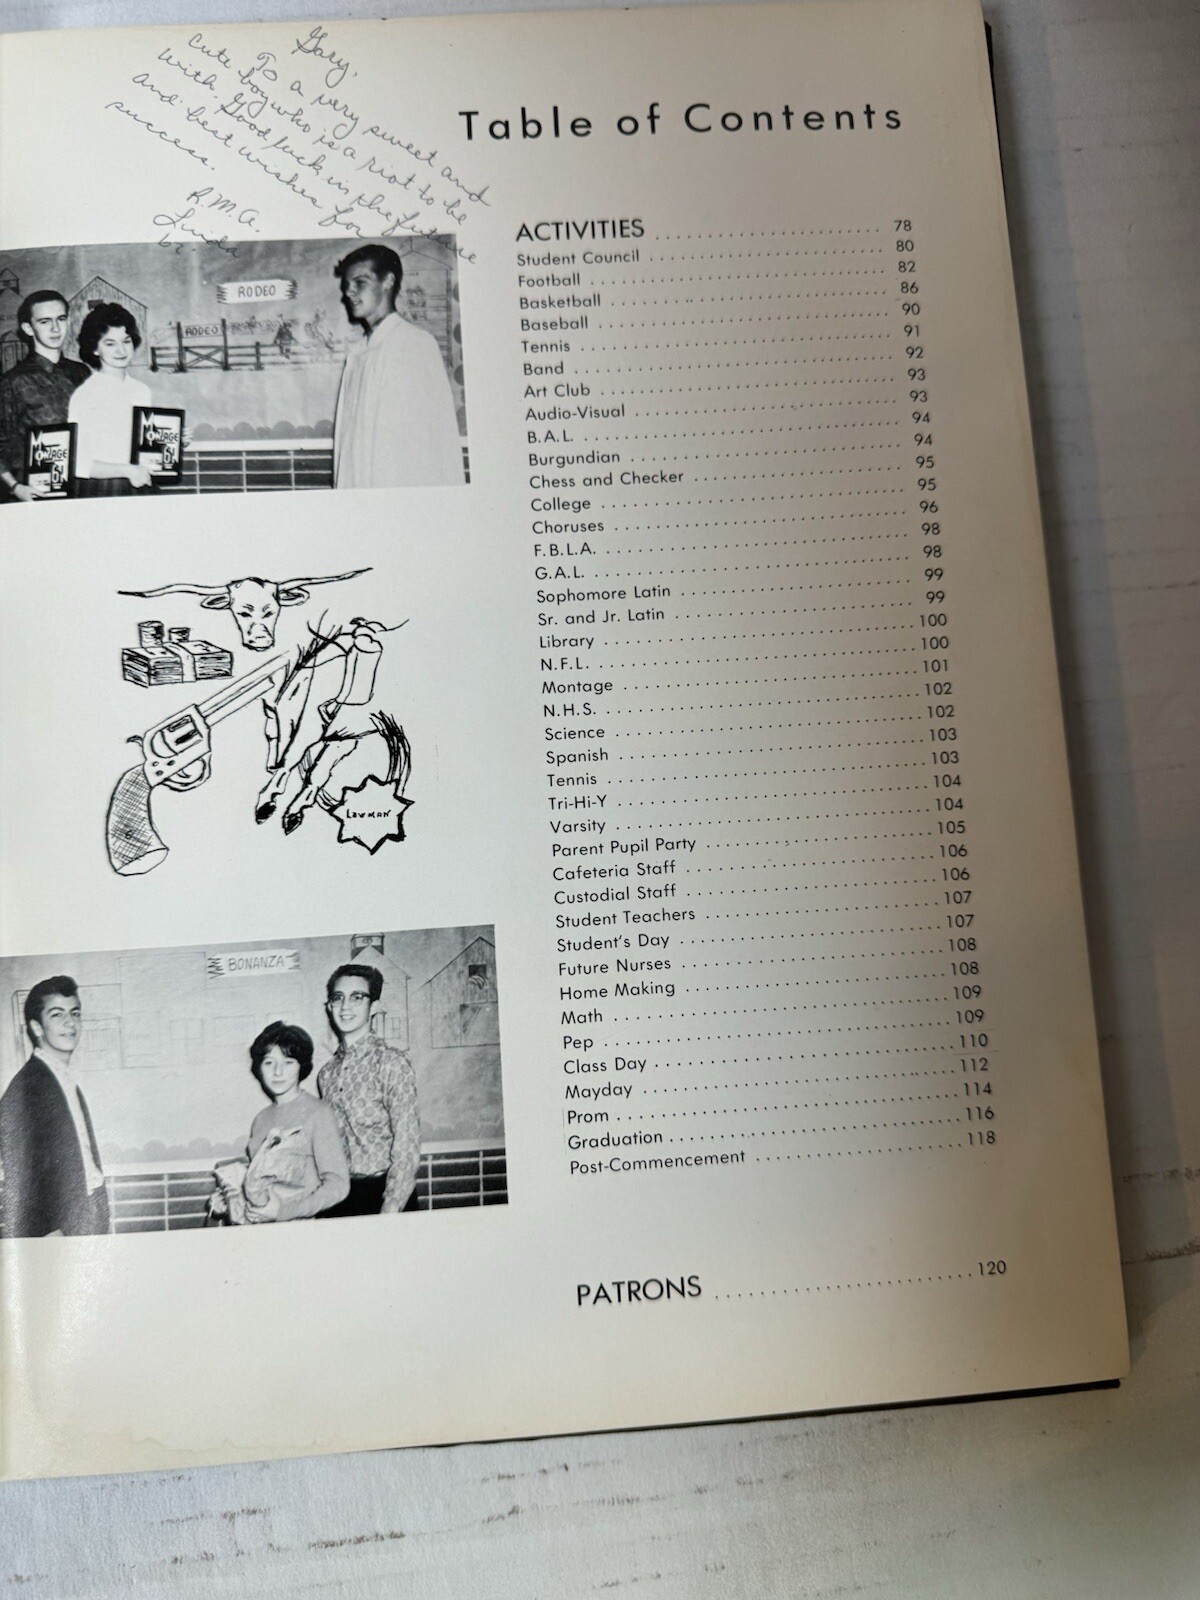 Gary,
To a very sweet and
cute boy who is a riot to be
with. Good luck in the future
and best wishes for
success.
R.M.A.
Linda
Table of Contents
ACTIVITIES 78
Student Council 80
Football 82
Basketball 86
Baseball 90
Tennis 91
Band 92
Art Club 93
Audio-Visual 93
B.A.L. 94
Burgundian 94
Chess and Checker 95
College 95
Choruses 96
F.B.L.A. 98
G.A.L. 98
Sophomore Latin 99
Sr. and Jr. Latin 99
Library 100
N.F.L. 100
Montage 101
N.H.S. 102
Science 102
Spanish 103
Tennis 103
Tri-Hi-Y 104
Varsity 104
Parent Pupil Party 105
Cafeteria Staff 106
Custodial Staff 106
Student Teachers 107
Student's Day 107
Future Nurses 108
Home Making 108
Math 109
Pep 109
Class Day 110
Mayday 112
Prom 114
Graduation 116
Post-Commencement 118
PATRONS 120
RODEO
RODEO
MONTAGE 61
MONTAGE 61
LAWMAN
BONANZA